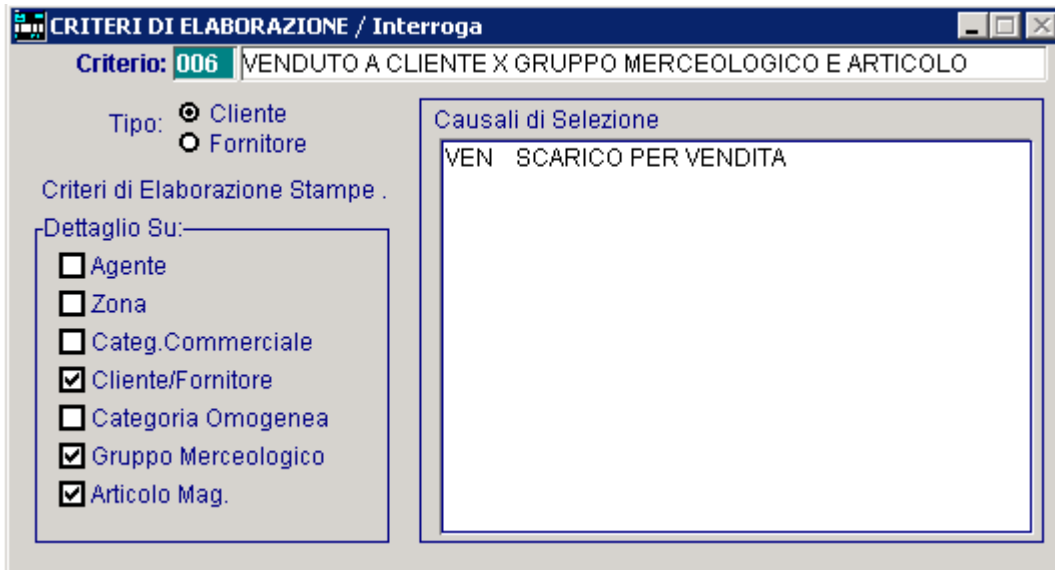 CRITERI DI ELABORAZIONE / Interroga
Criterio: 006 VENDUTO A CLIENTE X GRUPPO MERCEOLOGICO E ARTICOLO
Tipo: Cliente
Fornitore
Criteri di Elaborazione Stampe .
Dettaglio Su:
Agente
Zona
Categ.Commerciale
Cliente/Fornitore
Categoria Omogenea
Gruppo Merceologico
Articolo Mag.
Causali di Selezione
VEN SCARICO PER VENDITA